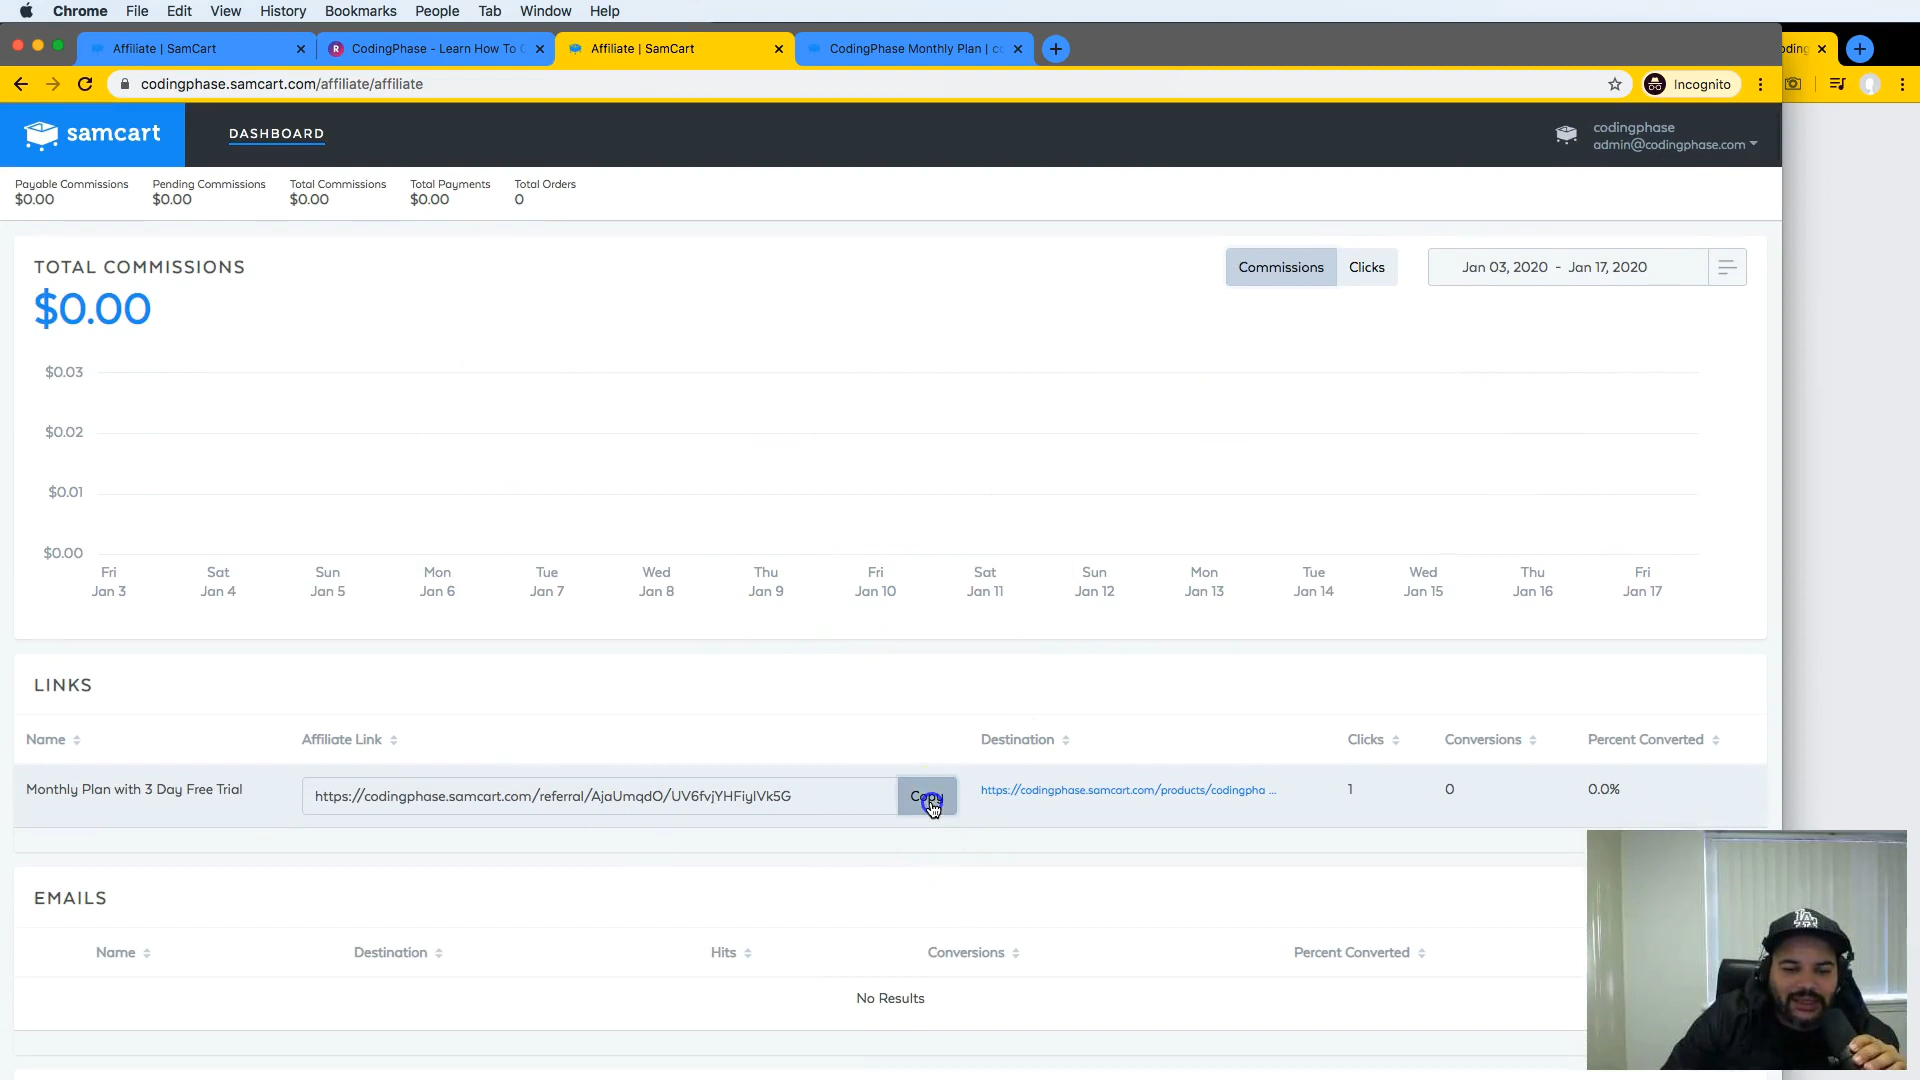 Chrome File Edit View History Bookmarks People Tab Window Help
Affiliate | SamCart
CodingPhase - Learn How To C
Affiliate | SamCart
CodingPhase Monthly Plan | co
codingphase.samcart.com/affiliate/affiliate
Incognito
samcart
DASHBOARD
codingphase
admin@codingphase.com
Payable Commissions Pending Commissions Total Commissions Total Payments Total Orders
$0.00 $0.00 $0.00 $0.00 0
TOTAL COMMISSIONS
$0.00
Commissions Clicks
Jan 03, 2020 - Jan 17, 2020
$0.03
$0.02
$0.01
$0.00
Fri Sat Sun Mon Tue Wed Thu Fri Sat Sun Mon Tue Wed Thu Fri
Jan 3 Jan 4 Jan 5 Jan 6 Jan 7 Jan 8 Jan 9 Jan 10 Jan 11 Jan 12 Jan 13 Jan 14 Jan 15 Jan 16 Jan 17
LINKS
Name Affiliate Link Destination Clicks Conversions Percent Converted
Monthly Plan with 3 Day Free Trial https://codingphase.samcart.com/referral/AjaUmqdO/UV6fvjYHFiylVk5G Copy https://codingphase.samcart.com/products/codingpha ... 1 0 0.0%
EMAILS
Name Destination Hits Conversions Percent Converted
No Results
LA